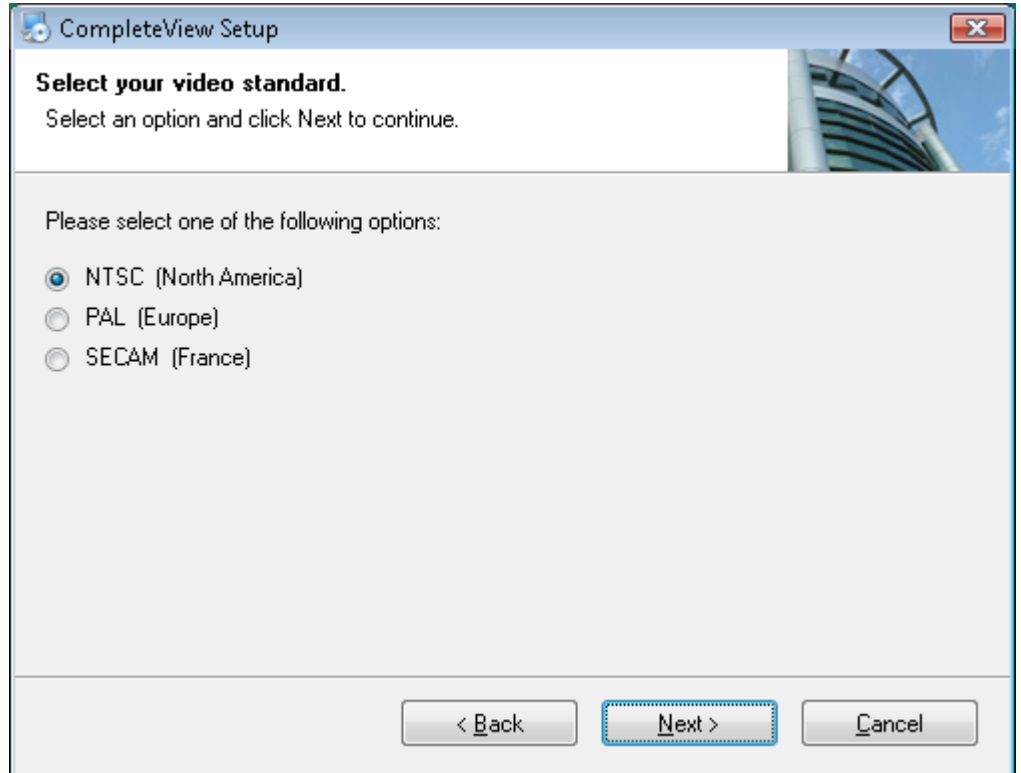 CompleteView Setup
Select your video standard.
Select an option and click Next to continue.
Please select one of the following options:
NTSC (North America)
PAL (Europe)
SECAM (France)
< Back Next > Cancel